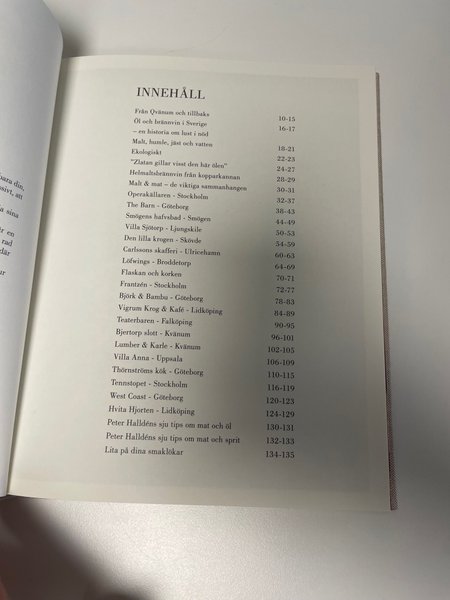 sivt, att
a sina
rad
där
ur
INNEHÅLL
Från Qvänum och tillbaks 10-15
Öl och brännvin i Sverige 16-17
– en historia om lust i nöd
Malt, humle, jäst och vatten 18-21
Ekologiskt 22-23
"Zlatan gillar visst den här ölen" 24-27
Helmaltsbrännvin från kopparkannan 28-29
Malt & mat – de viktiga sammanhangen 30-31
Operakällaren - Stockholm 32-37
The Barn - Göteborg 38-43
Smögens hafvsbad - Smögen 44-49
Villa Sjötorp - Ljungskile 50-53
Den lilla krogen - Skövde 54-59
Carlssons skafferi - Ulricehamn 60-63
Löfwings - Broddetorp 64-69
Flaskan och korken 70-71
Frantzén - Stockholm 72-77
Björk & Bambu - Göteborg 78-83
Vigrum Krog & Kafé - Lidköping 84-89
Teaterbaren - Falköping 90-95
Bjertorp slott - Kvänum 96-101
Lumber & Karle - Kvänum 102-105
Villa Anna - Uppsala 106-109
Thörnströms kök - Göteborg 110-115
Tennstopet - Stockholm 116-119
West Coast - Göteborg 120-123
Hvita Hjorten - Lidköping 124-129
Peter Halldéns sju tips om mat och öl 130-131
Peter Halldéns sju tips om mat och sprit 132-133
Lita på dina smaklökar 134-135